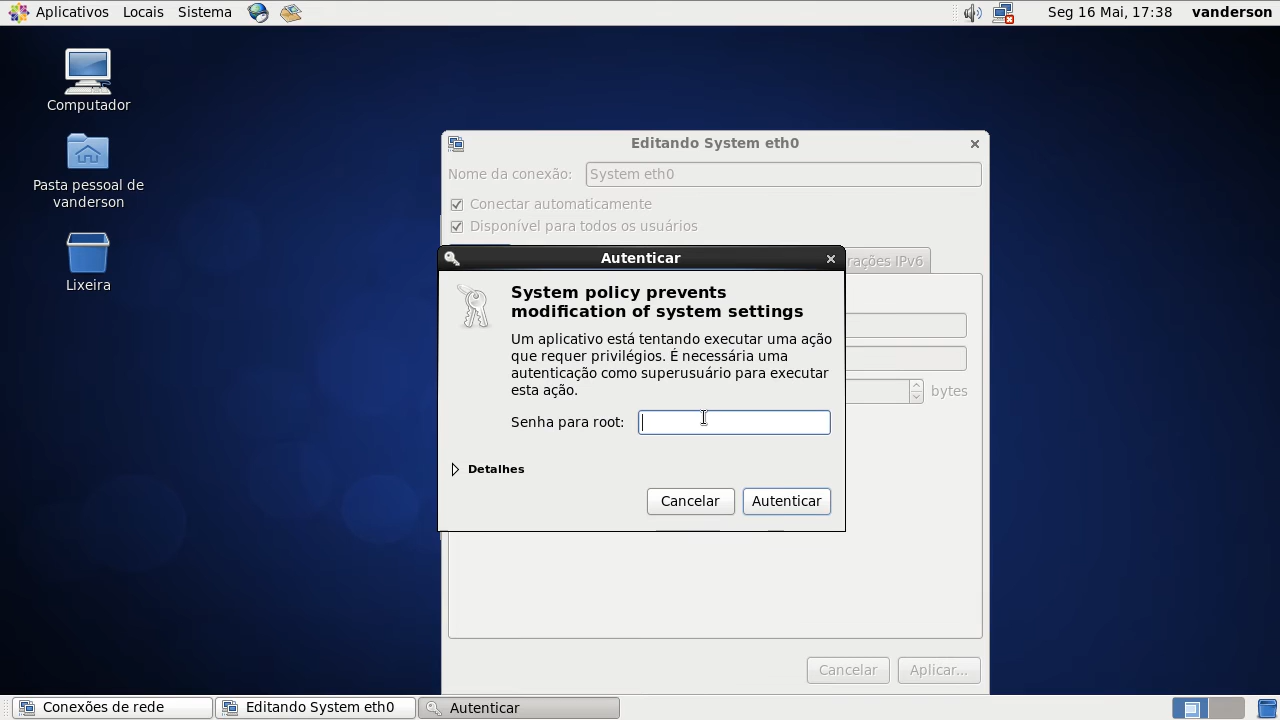 Aplicativos Locais Sistema
Seg 16 Mai, 17:38 vanderson
Computador
Pasta pessoal de
vanderson
Lixeira
Editando System eth0
Nome da conexão: System eth0
Conectar automaticamente
Disponível para todos os usuários
rações IPv6
bytes
Cancelar Aplicar...
Autenticar
System policy prevents
modification of system settings
Um aplicativo está tentando executar uma ação
que requer privilégios. É necessária uma
autenticação como superusuário para executar
esta ação.
Senha para root:
Detalhes
Cancelar Autenticar
Conexões de rede Editando System eth0 Autenticar